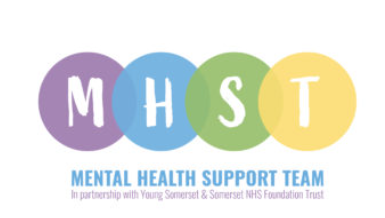 MHST
MENTAL HEALTH SUPPORT TEAM
In partnership with Young Somerset & Somerset NHS Foundation Trust